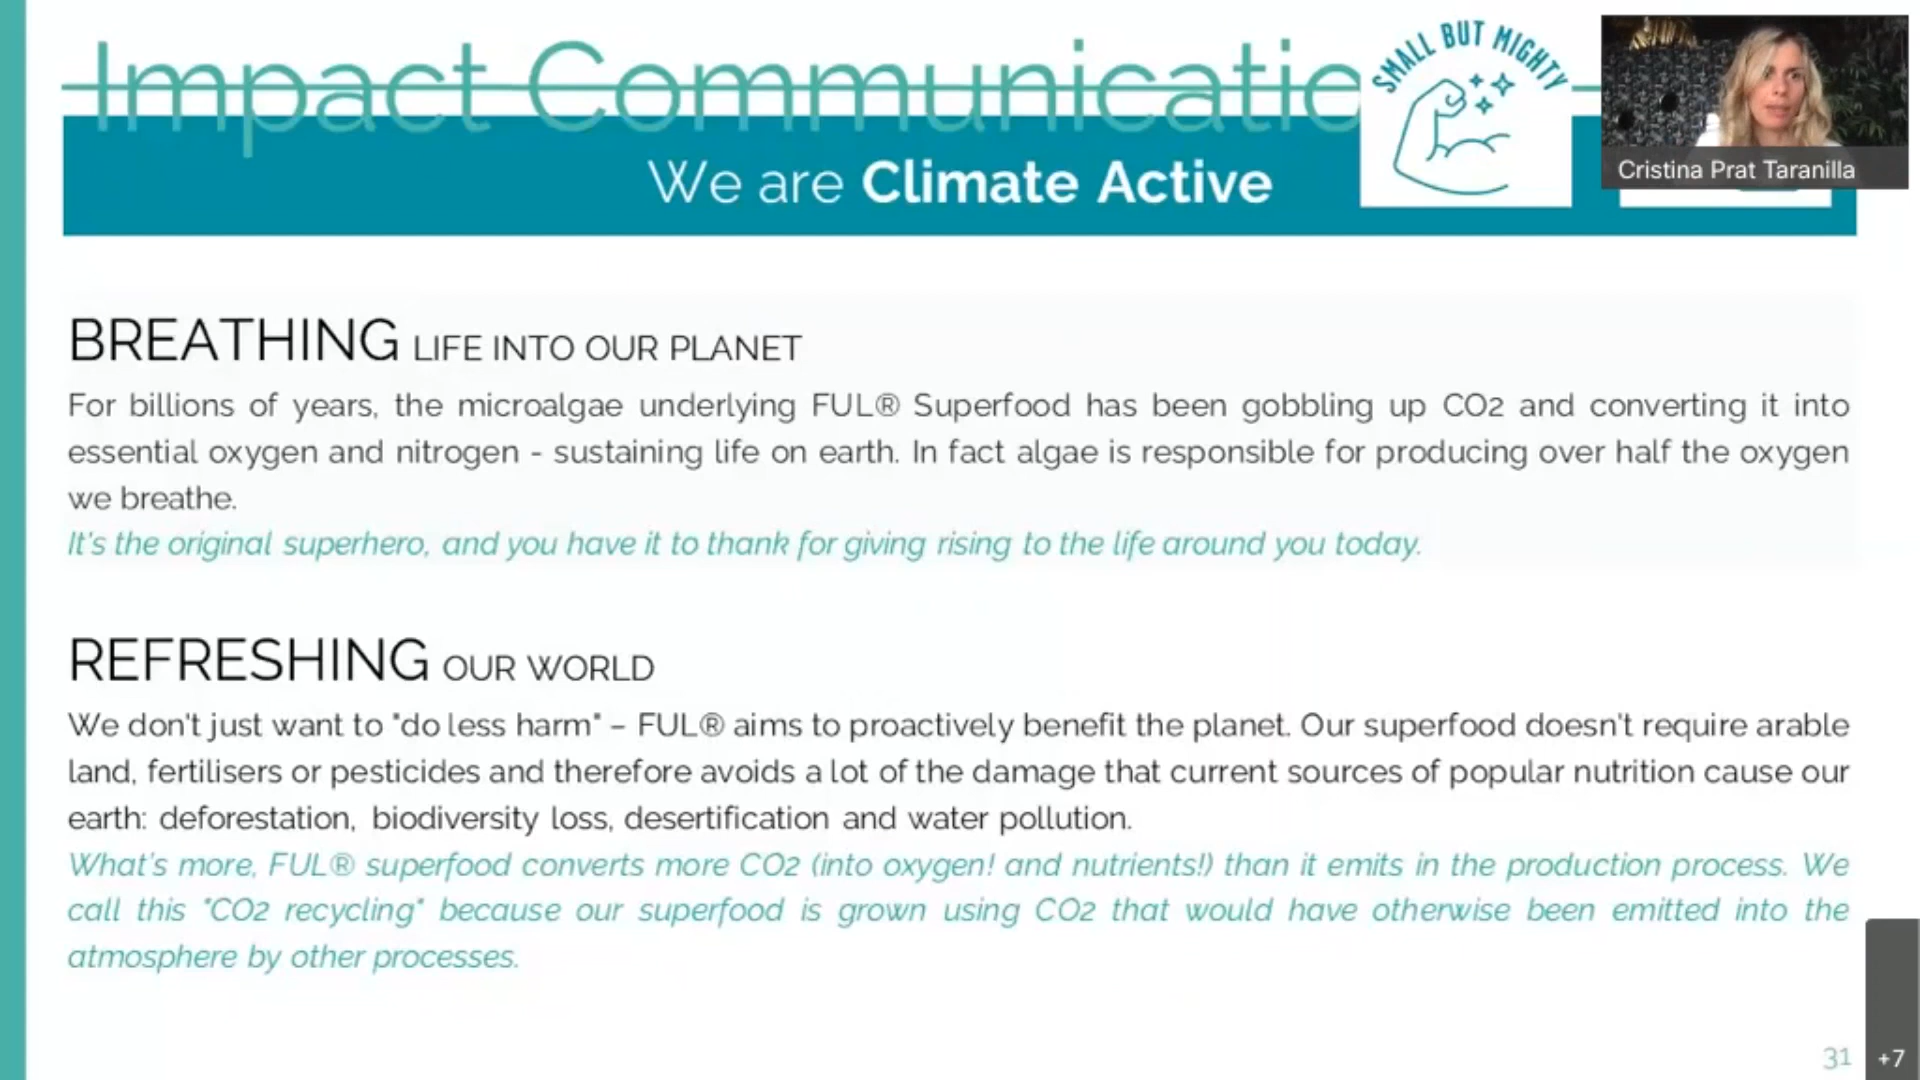 Impact Communicatio
SMALL BUT MIGHTY
We are Climate Active
Cristina Prat Taranilla
BREATHING LIFE INTO OUR PLANET
For billions of years, the microalgae underlying FUL® Superfood has been gobbling up CO2 and converting it into
essential oxygen and nitrogen - sustaining life on earth. In fact algae is responsible for producing over half the oxygen
we breathe.
It's the original superhero, and you have it to thank for giving rising to the life around you today.
REFRESHING OUR WORLD
We don't just want to "do less harm" – FUL® aims to proactively benefit the planet. Our superfood doesn't require arable
land, fertilisers or pesticides and therefore avoids a lot of the damage that current sources of popular nutrition cause our
earth: deforestation, biodiversity loss, desertification and water pollution.
What's more, FUL® superfood converts more CO2 (into oxygen! and nutrients!) than it emits in the production process. We
call this "CO2 recycling" because our superfood is grown using CO2 that would have otherwise been emitted into the
atmosphere by other processes.
31
+7